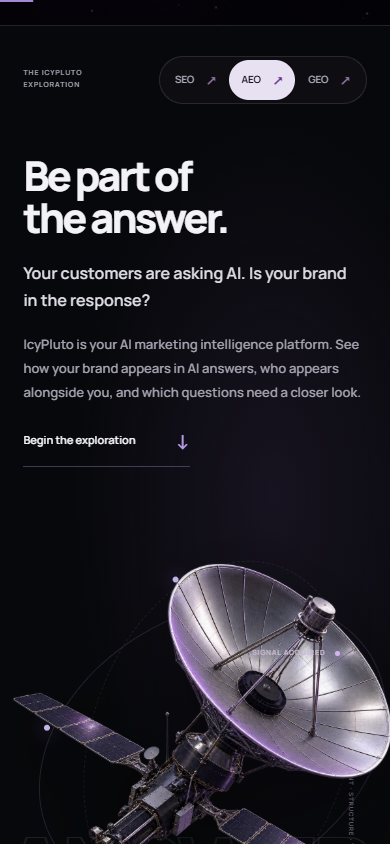 THE ICYPLUTO
EXPLORATION
SEO ↗ AEO ↗ GEO ↗
Be part of
the answer.
Your customers are asking AI. Is your brand
in the response?
IcyPluto is your AI marketing intelligence platform. See
how your brand appears in AI answers, who appears
alongside you, and which questions need a closer look.
Begin the exploration ↓
SIGNAL
STRUCTURE